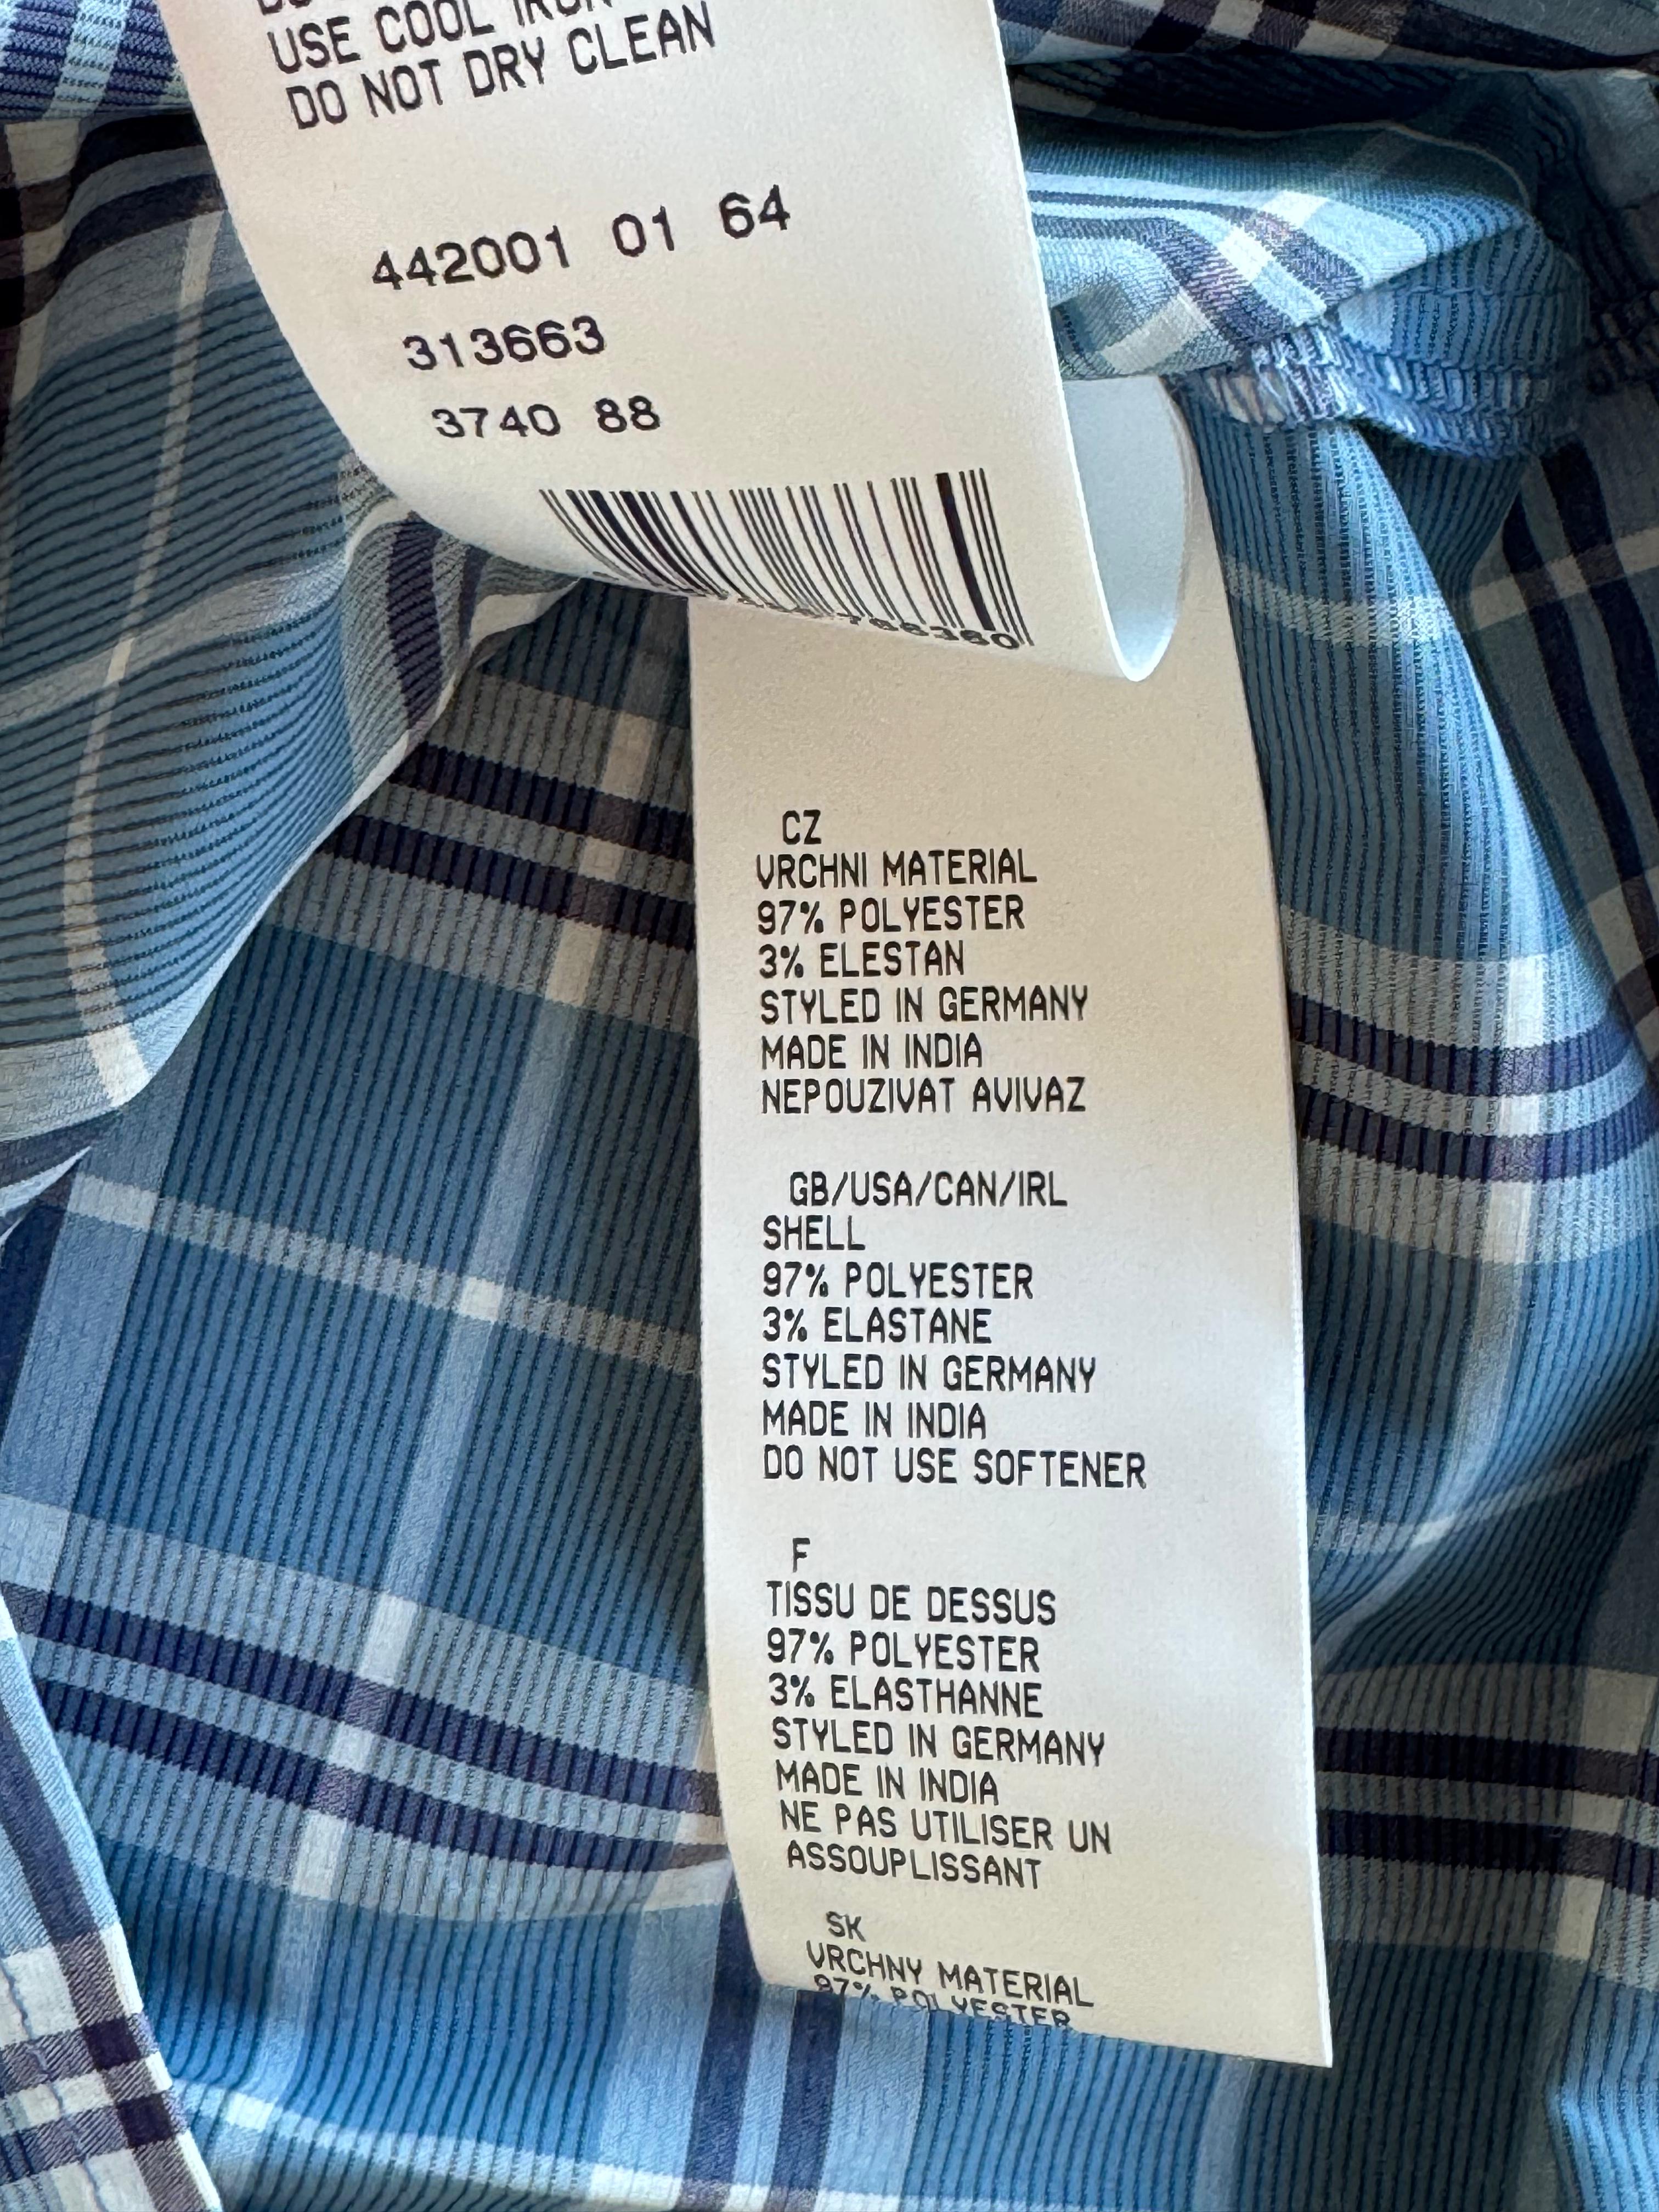 USE COOL IRON
DO NOT DRY CLEAN
442001 01 64
313663
3740 88
CZ
VRCHNI MATERIAL
97% POLYESTER
3% ELESTAN
STYLED IN GERMANY
MADE IN INDIA
NEPOUZIVAT AVIVAZ
GB/USA/CAN/IRL
SHELL
97% POLYESTER
3% ELASTANE
STYLED IN GERMANY
MADE IN INDIA
DO NOT USE SOFTENER
F
TISSU DE DESSUS
97% POLYESTER
3% ELASTHANNE
STYLED IN GERMANY
MADE IN INDIA
NE PAS UTILISER UN
ASSOUPLISSANT
SK
VRCHNY MATERIAL
97% POLYESTER